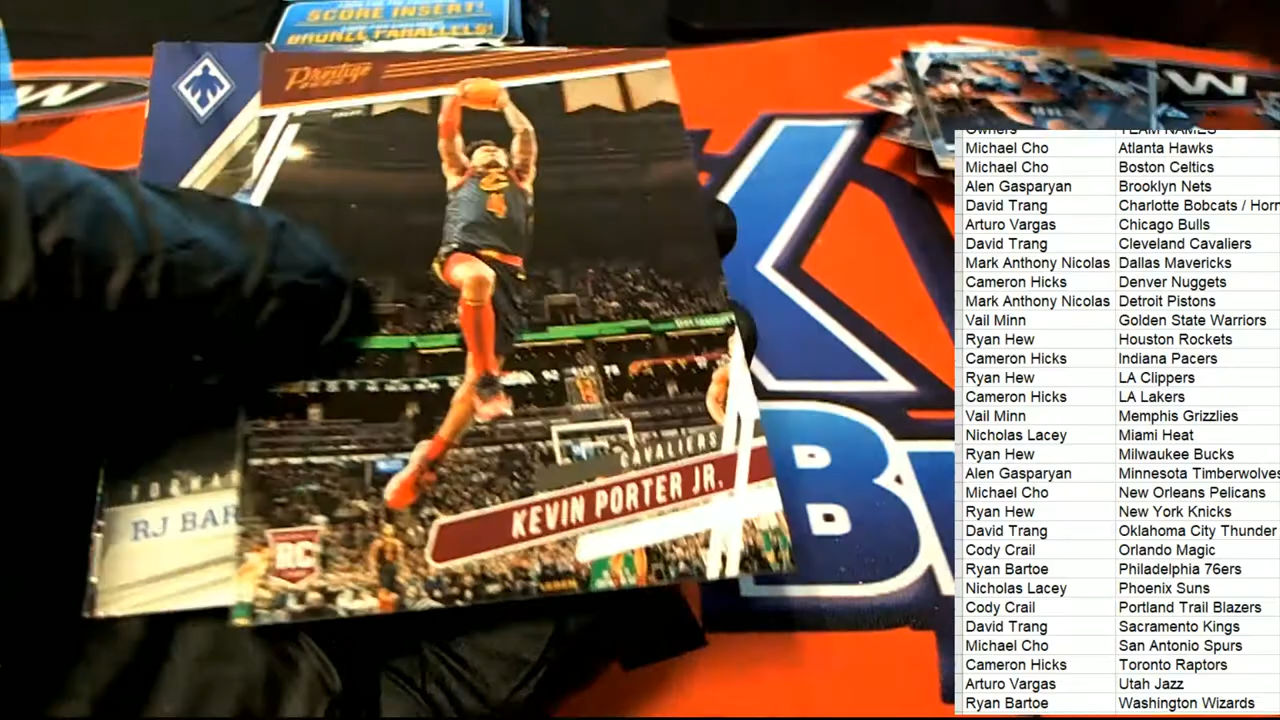 SCORE INSERT!
BRONZE PARALLELS!
Prestige
W
W
C
4
CAVALIERS
KEVIN PORTER JR.
RC
RJ BAR
B
Owners TEAM NAMES
Michael Cho Atlanta Hawks
Michael Cho Boston Celtics
Alen Gasparyan Brooklyn Nets
David Trang Charlotte Bobcats / Horn
Arturo Vargas Chicago Bulls
David Trang Cleveland Cavaliers
Mark Anthony Nicolas Dallas Mavericks
Cameron Hicks Denver Nuggets
Mark Anthony Nicolas Detroit Pistons
Vail Minn Golden State Warriors
Ryan Hew Houston Rockets
Cameron Hicks Indiana Pacers
Ryan Hew LA Clippers
Cameron Hicks LA Lakers
Vail Minn Memphis Grizzlies
Nicholas Lacey Miami Heat
Ryan Hew Milwaukee Bucks
Alen Gasparyan Minnesota Timberwolves
Michael Cho New Orleans Pelicans
Ryan Hew New York Knicks
David Trang Oklahoma City Thunder
Cody Crail Orlando Magic
Ryan Bartoe Philadelphia 76ers
Nicholas Lacey Phoenix Suns
Cody Crail Portland Trail Blazers
David Trang Sacramento Kings
Michael Cho San Antonio Spurs
Cameron Hicks Toronto Raptors
Arturo Vargas Utah Jazz
Ryan Bartoe Washington Wizards